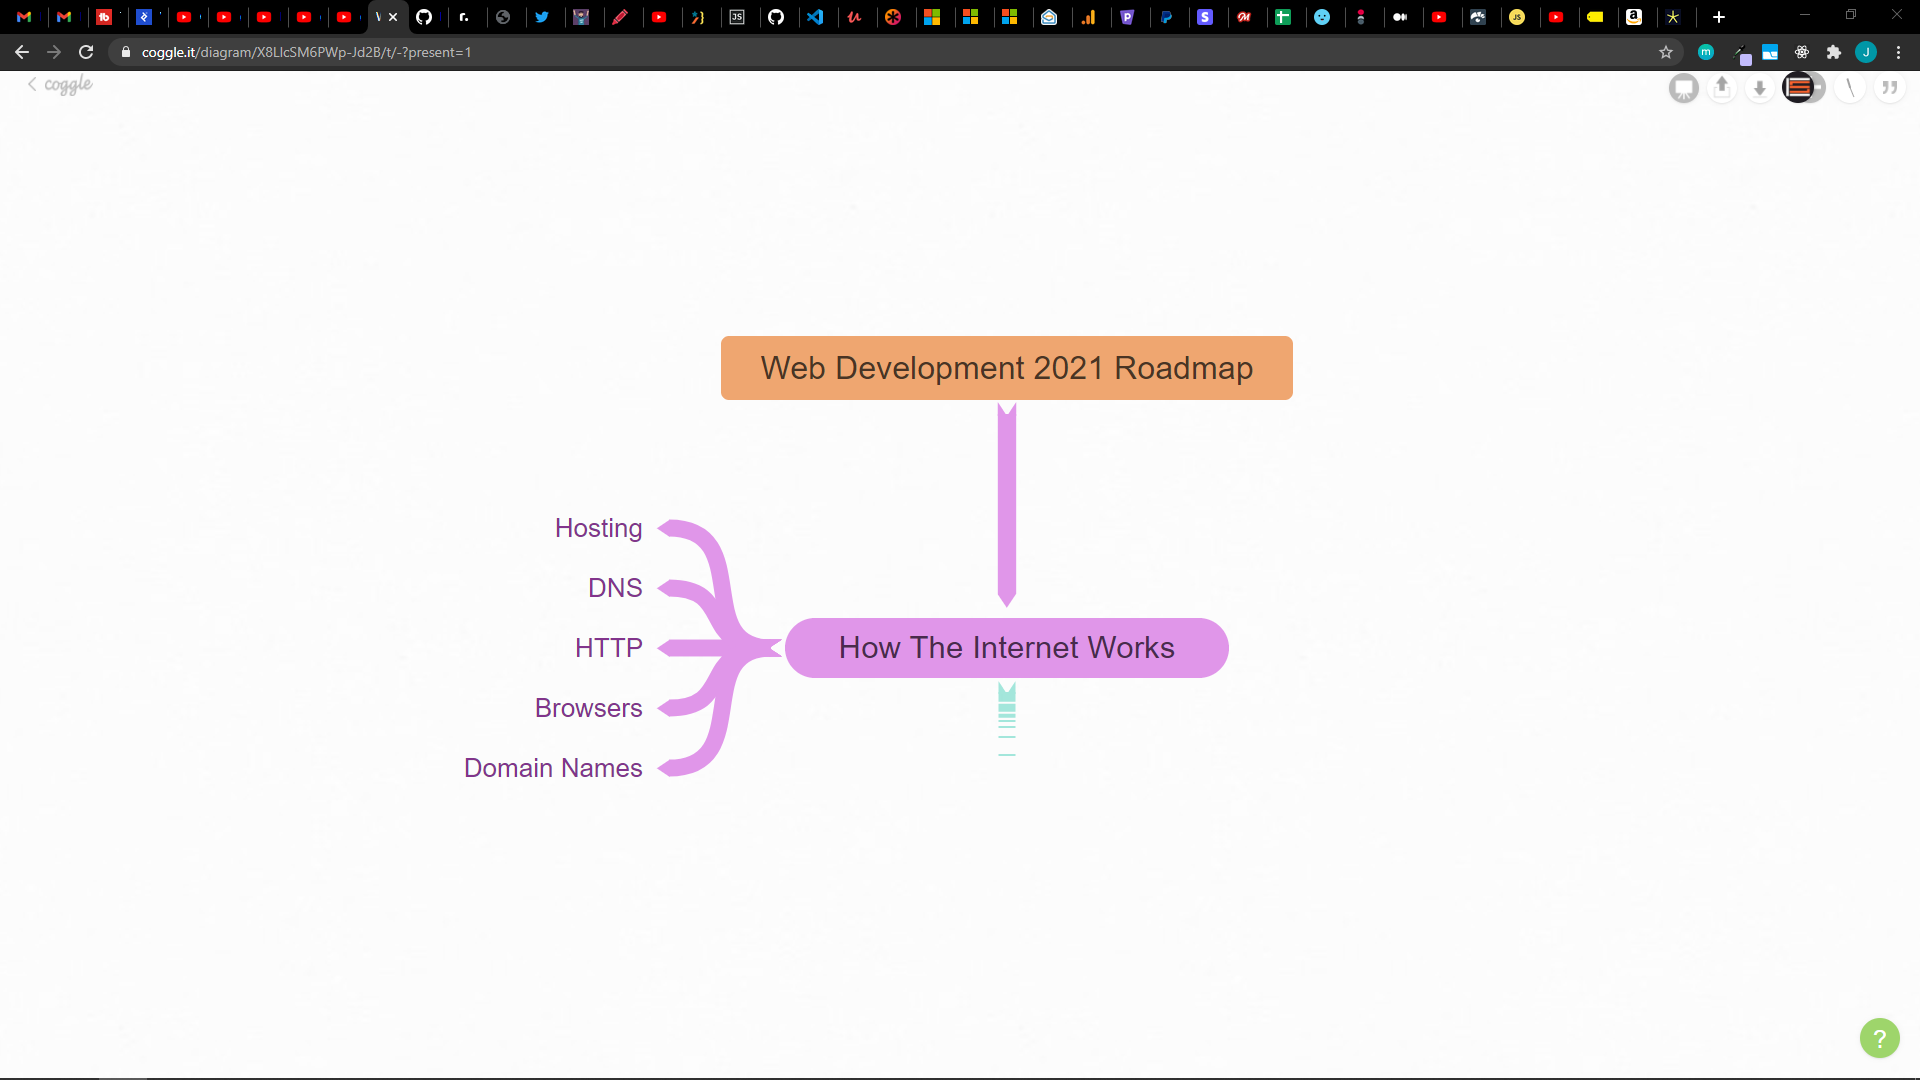 coggle.it/diagram/X8LlcSM6PWp-Jd2B/t/-?present=1
coggle
Web Development 2021 Roadmap
Hosting
DNS
HTTP
Browsers
Domain Names
How The Internet Works
J
?